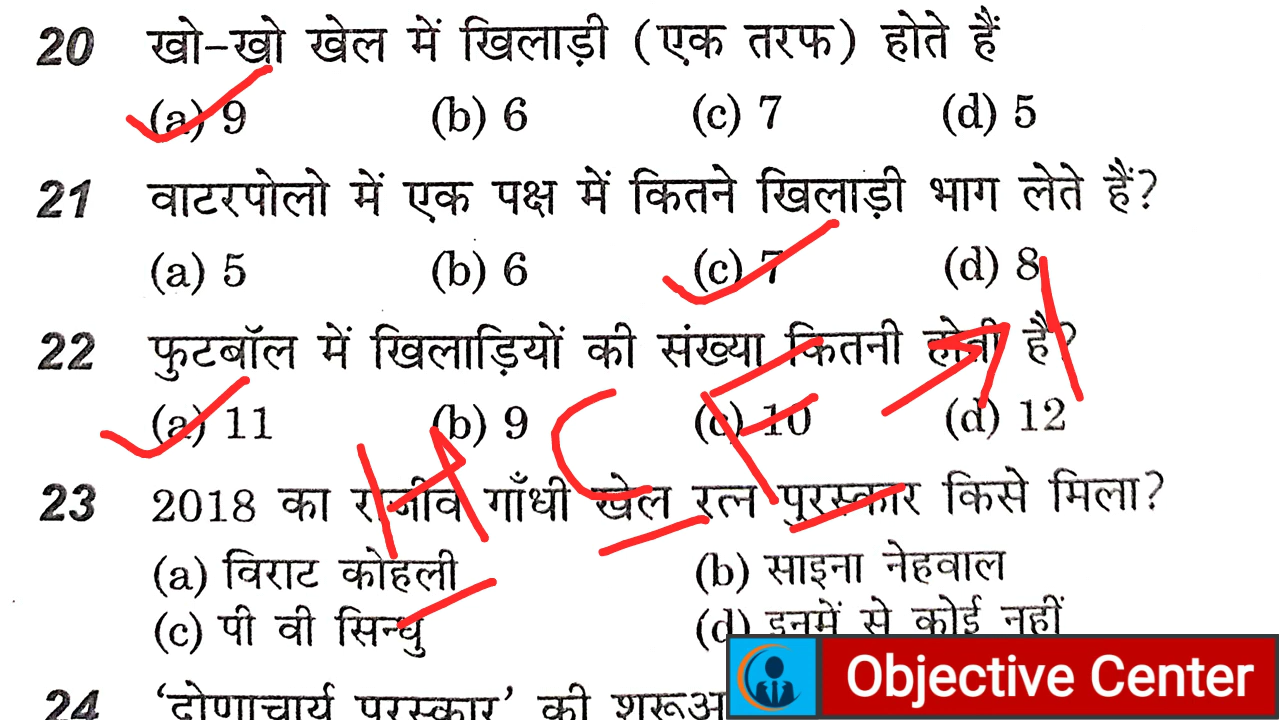 20 खो-खो खेल में खिलाड़ी (एक तरफ) होते हैं
(a) 9 (b) 6 (c) 7 (d) 5
21 वाटरपोलो में एक पक्ष में कितने खिलाड़ी भाग लेते हैं?
(a) 5 (b) 6 (c) 7 (d) 8
22 फुटबॉल में खिलाड़ियों की संख्या कितनी होती है?
(a) 11 (b) 9 (c) 10 (d) 12
H C F → 1
23 2018 का राजीव गाँधी खेल रत्न पुरस्कार किसे मिला?
(a) विराट कोहली (b) साइना नेहवाल
(c) पी वी सिन्धु (d) इनमें से कोई नहीं
24 ‘द्रोणाचार्य पुरस्कार’ की शुरूआ
Objective Center